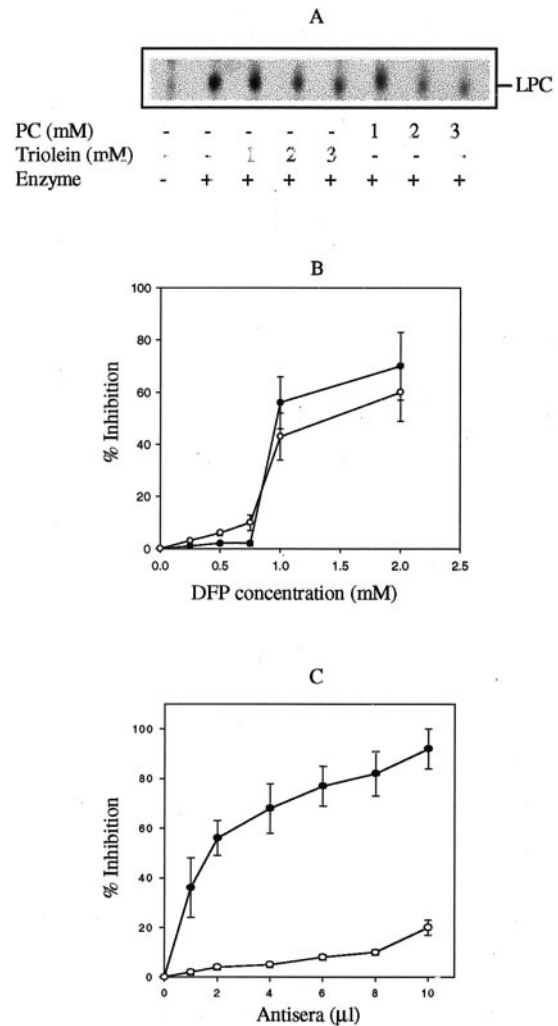 A
LPC
PC (mM) - - - - - 1 2 3
Triolein (mM) - - 1 2 3 - - -
Enzyme - + + + + + + +
B
100
80
60
40
20
0
% Inhibition
0.0 0.5 1.0 1.5 2.0 2.5
DFP concentration (mM)
C
100
80
60
40
20
0
% Inhibition
0 2 4 6 8 10
Antisera (µl)